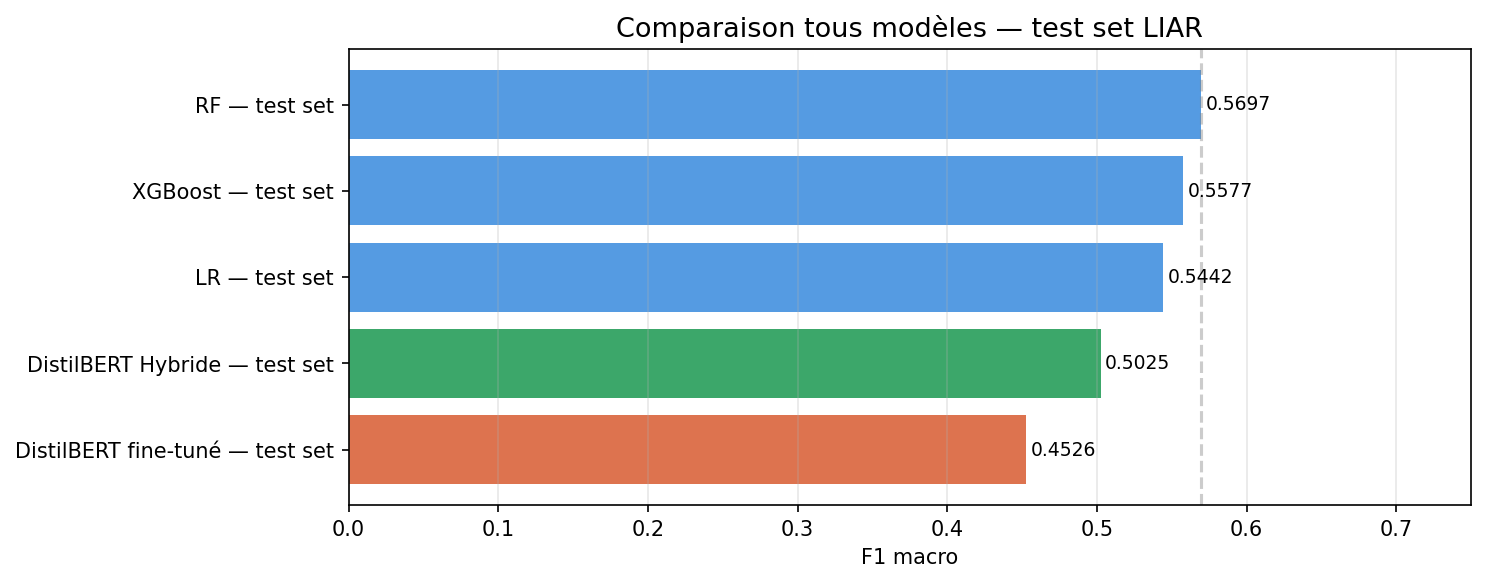 Comparaison tous modèles — test set LIAR
RF — test set
0.5697
XGBoost — test set
0.5577
LR — test set
0.5442
DistilBERT Hybride — test set
0.5025
DistilBERT fine-tuné — test set
0.4526
0.0 0.1 0.2 0.3 0.4 0.5 0.6 0.7
F1 macro